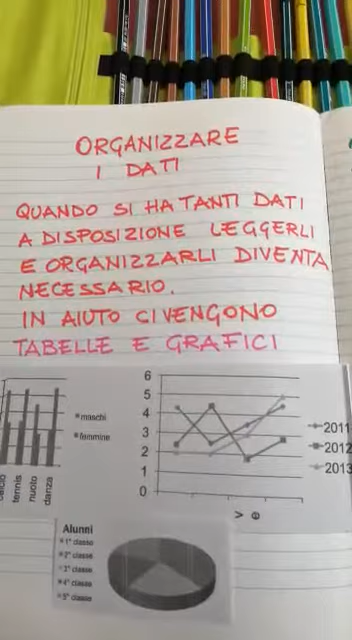 ORGANIZZARE
I DATI
QUANDO SI HA TANTI DATI
A DISPOSIZIONE LEGGERLI
E ORGANIZZARLI DIVENTA
NECESSARIO.
IN AIUTO CI VENGONO
TABELLE E GRAFICI
maschi
femmine
calcio
tennis
nuoto
danza
6
5
4
3
2
1
0
2011
2012
2013
Alunni
1° classe
2° classe
3° classe
4° classe
5° classe